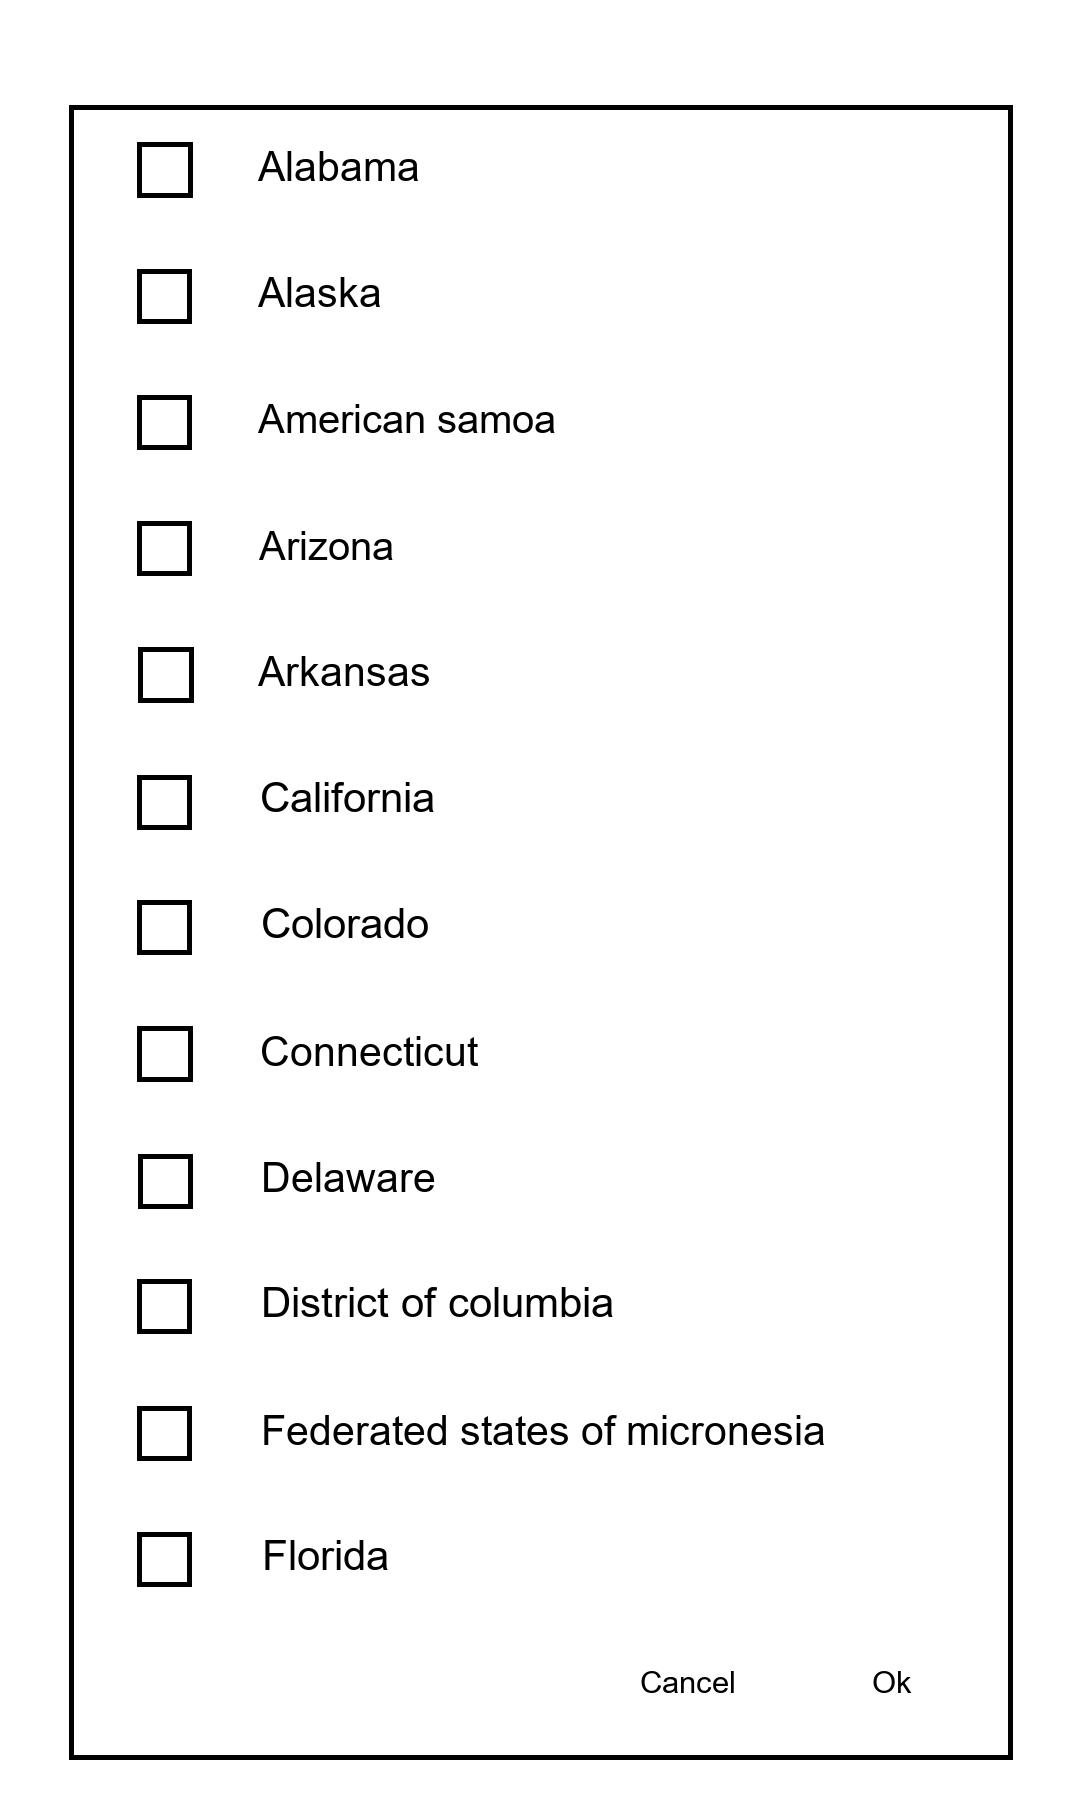 Alabama
Alaska
American samoa
Arizona
Arkansas
California
Colorado
Connecticut
Delaware
District of columbia
Federated states of micronesia
Florida
Cancel Ok